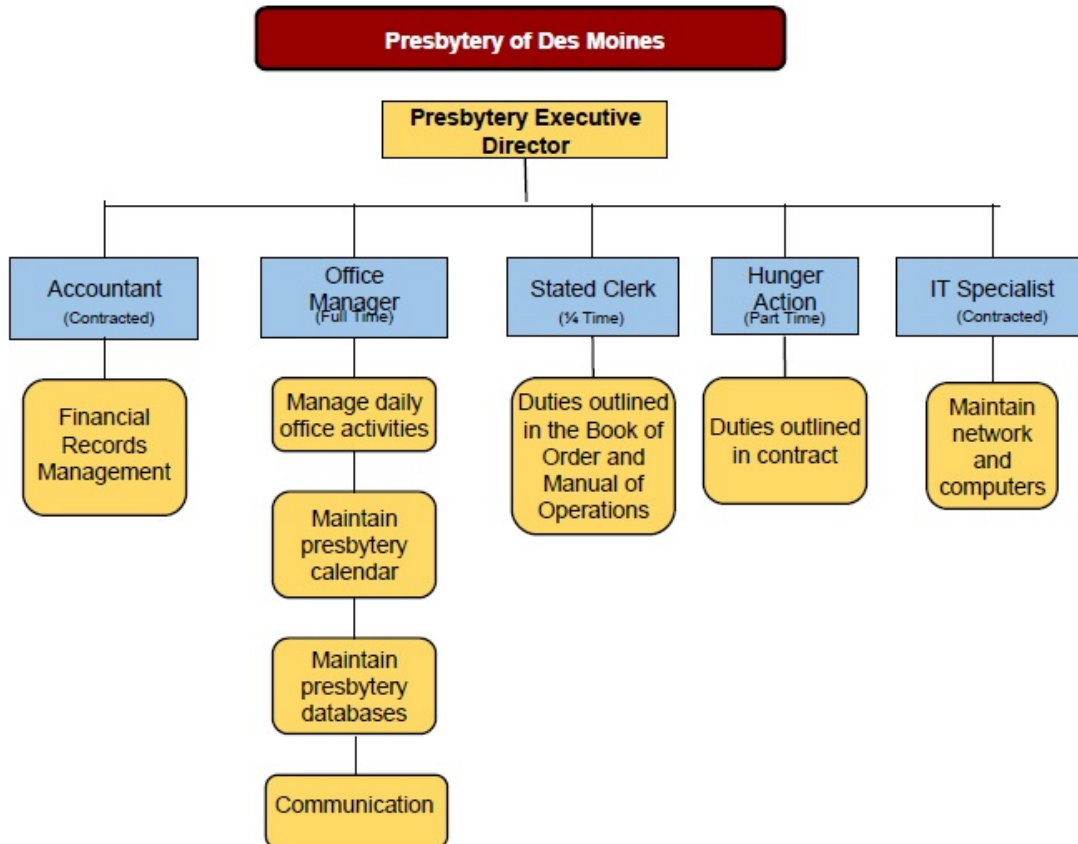 Presbytery of Des Moines
Presbytery Executive
Director
Accountant
(Contracted)
Office
Manager
(Full Time)
Stated Clerk
(¼ Time)
Hunger
Action
(Part Time)
IT Specialist
(Contracted)
Financial
Records
Management
Manage daily
office activities
Maintain
presbytery
calendar
Maintain
presbytery
databases
Communication
Duties outlined
in the Book of
Order and
Manual of
Operations
Duties outlined
in contract
Maintain
network
and
computers